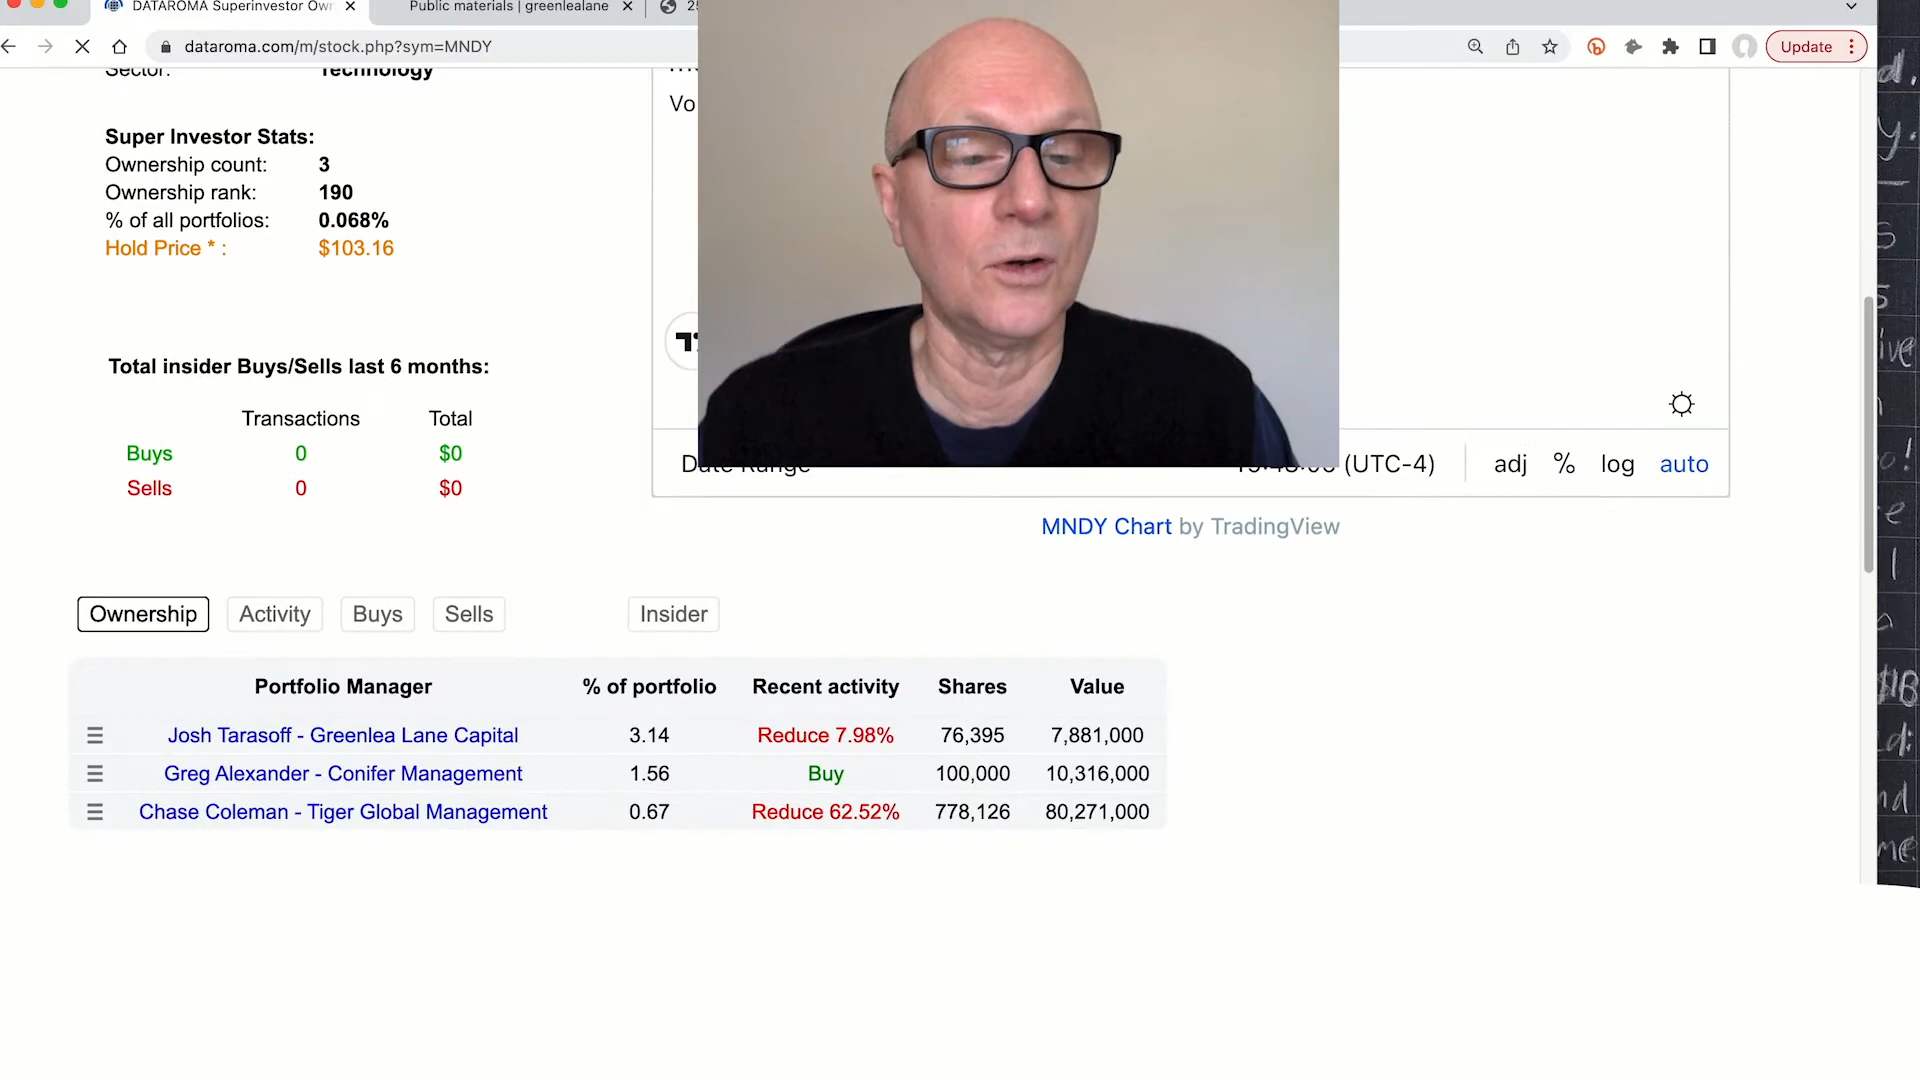 DATAROMA Superinvestor Own
Public materials | greenlealane
dataroma.com/m/stock.php?sym=MNDY
Update
Sector: Technology
Vo
Super Investor Stats:
Ownership count: 3
Ownership rank: 190
% of all portfolios: 0.068%
Hold Price * : $103.16
Total insider Buys/Sells last 6 months:
Transactions Total
Buys 0 $0
Sells 0 $0
Date Range (UTC-4) adj % log auto
MNDY Chart by TradingView
Ownership Activity Buys Sells Insider
Portfolio Manager % of portfolio Recent activity Shares Value
Josh Tarasoff - Greenlea Lane Capital 3.14 Reduce 7.98% 76,395 7,881,000
Greg Alexander - Conifer Management 1.56 Buy 100,000 10,316,000
Chase Coleman - Tiger Global Management 0.67 Reduce 62.52% 778,126 80,271,000